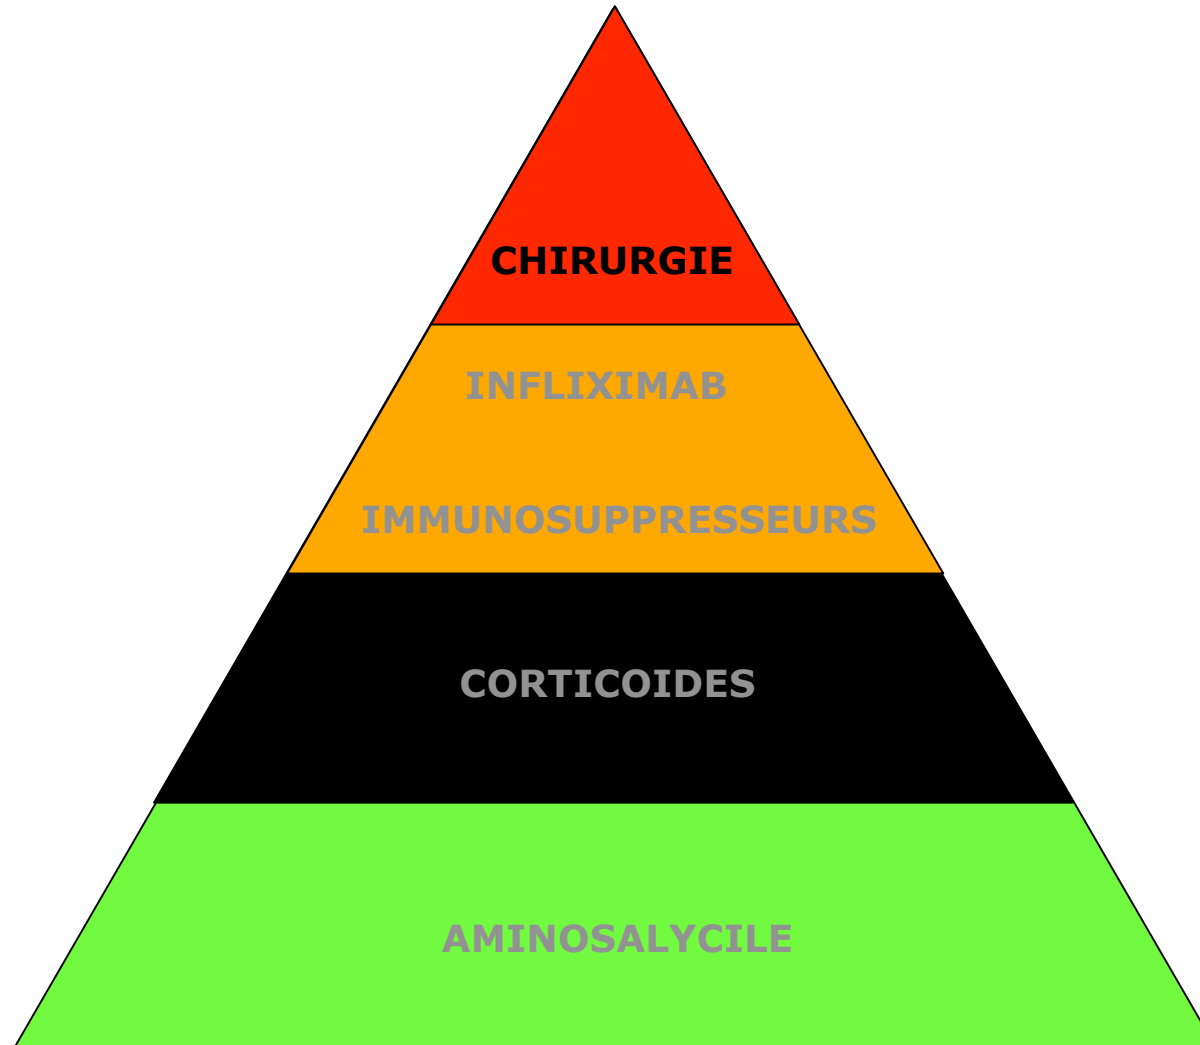 CHIRURGIE
INFLIXIMAB
IMMUNOSUPPRESSEURS
CORTICOIDES
AMINOSALYCILE